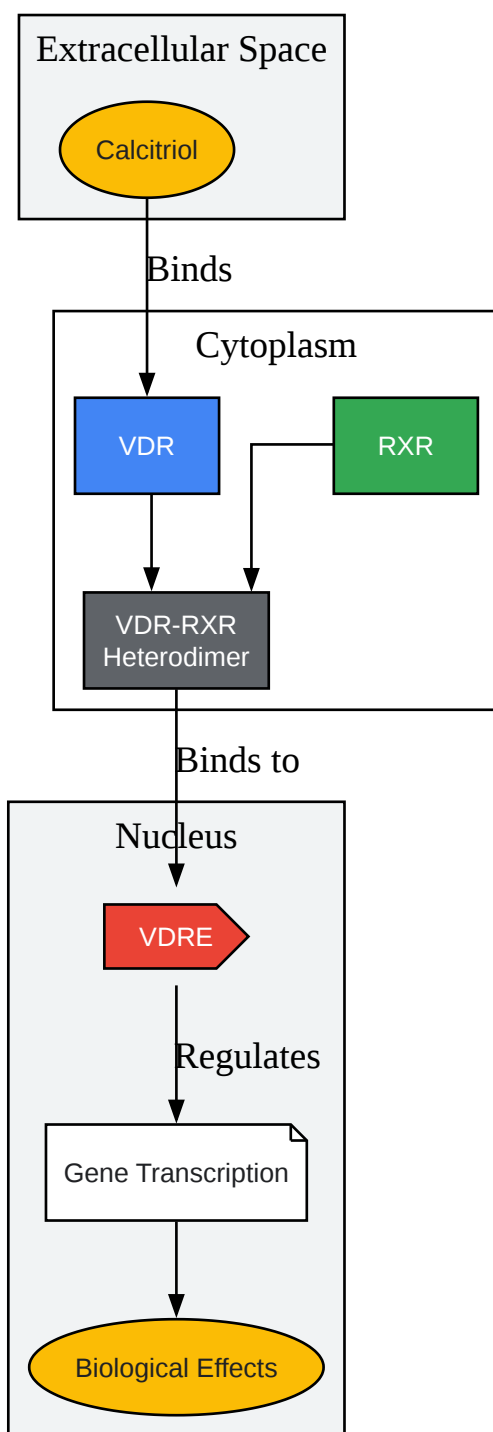 Extracellular Space
Calcitriol
Binds
Cytoplasm
VDR
RXR
VDR-RXR
Heterodimer
Binds to
Nucleus
VDRE
Regulates
Gene Transcription
Biological Effects